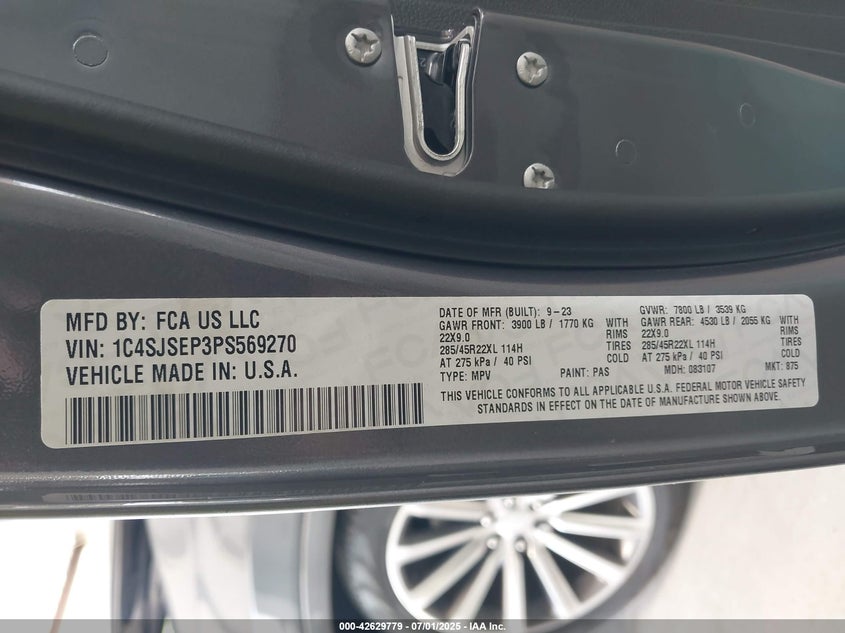 MFD BY: FCA US LLC
VIN: 1C4SJSEP3PS569270
VEHICLE MADE IN: U.S.A.
DATE OF MFR (BUILT): 9-23 GVWR: 7800 LB / 3539 KG
GAWR FRONT: 3900 LB / 1770 KG WITH GAWR REAR: 4530 LB / 2055 KG WITH
22X9.0 RIMS 22X9.0 RIMS
285/45R22XL 114H TIRES 285/45R22XL 114H TIRES
AT 275 kPa / 40 PSI COLD AT 275 kPa / 40 PSI COLD
TYPE: MPV PAINT: PAS MDH: 083107 MKT: 875
THIS VEHICLE CONFORMS TO ALL APPLICABLE U.S.A. FEDERAL MOTOR VEHICLE SAFETY
STANDARDS IN EFFECT ON THE DATE OF MANUFACTURE SHOWN ABOVE.
000-42629779 - 07/01/2025 - IAA Inc.